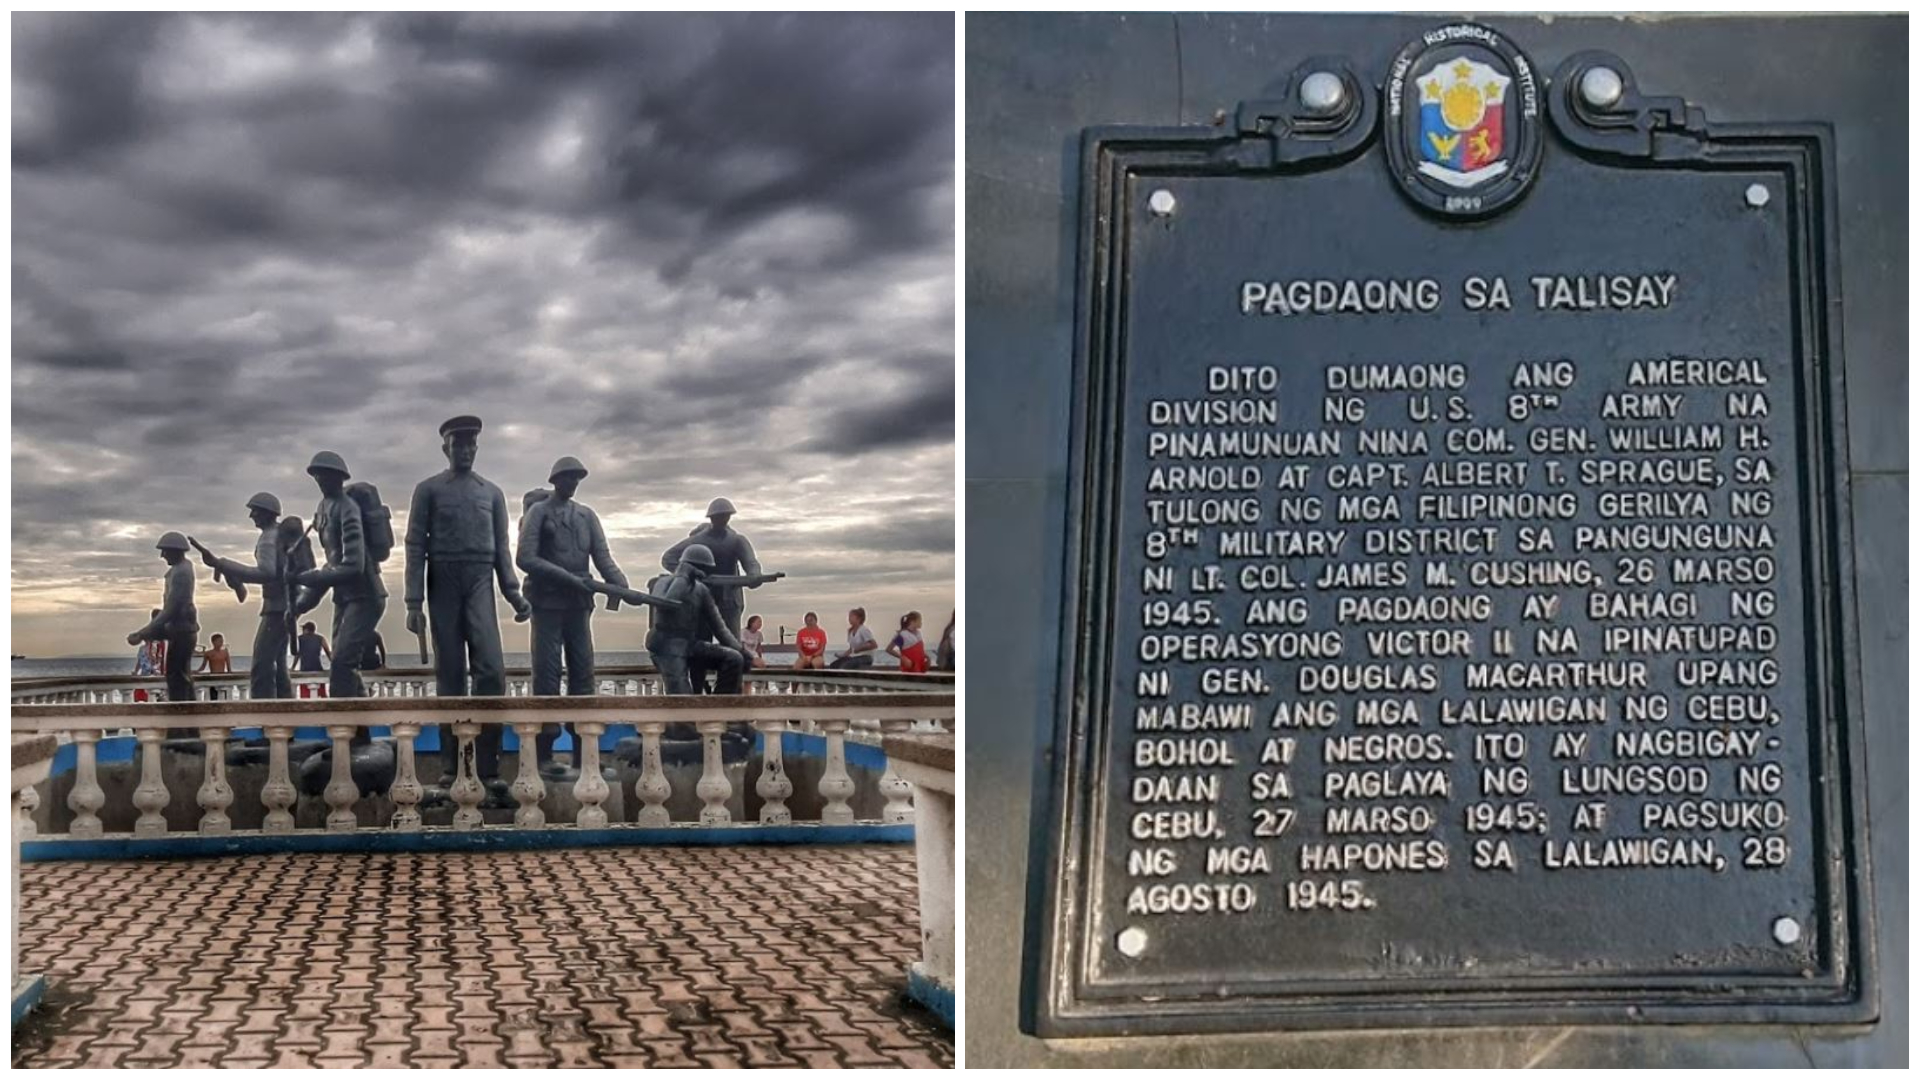 NATIONAL HISTORICAL INSTITUTE
PAGDAONG SA TALISAY
DITO DUMAONG ANG AMERICAL
DIVISION NG U.S. 8TH ARMY NA
PINAMUNUAN NINA COM. GEN. WILLIAM H.
ARNOLD AT CAPT. ALBERT T. SPRAGUE, SA
TULONG NG MGA FILIPINONG GERILYA NG
8TH MILITARY DISTRICT SA PANGUNGUNA
NI LT. COL. JAMES M. CUSHING, 26 MARSO
1945. ANG PAGDAONG AY BAHAGI NG
OPERASYONG VICTOR II NA IPINATUPAD
NI GEN. DOUGLAS MACARTHUR UPANG
MABAWI ANG MGA LALAWIGAN NG CEBU,
BOHOL AT NEGROS. ITO AY NAGBIGAY-
DAAN SA PAGLAYA NG LUNGSOD NG
CEBU, 27 MARSO 1945; AT PAGSUKO
NG MGA HAPONES SA LALAWIGAN, 28
AGOSTO 1945.